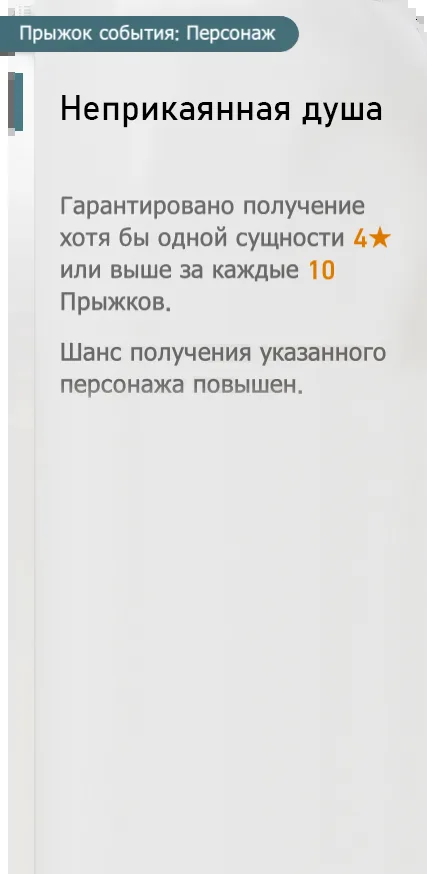 Прыжок события: Персонаж
Неприкаянная душа
Гарантировано получение
хотя бы одной сущности 4★
или выше за каждые 10
Прыжков.
Шанс получения указанного
персонажа повышен.